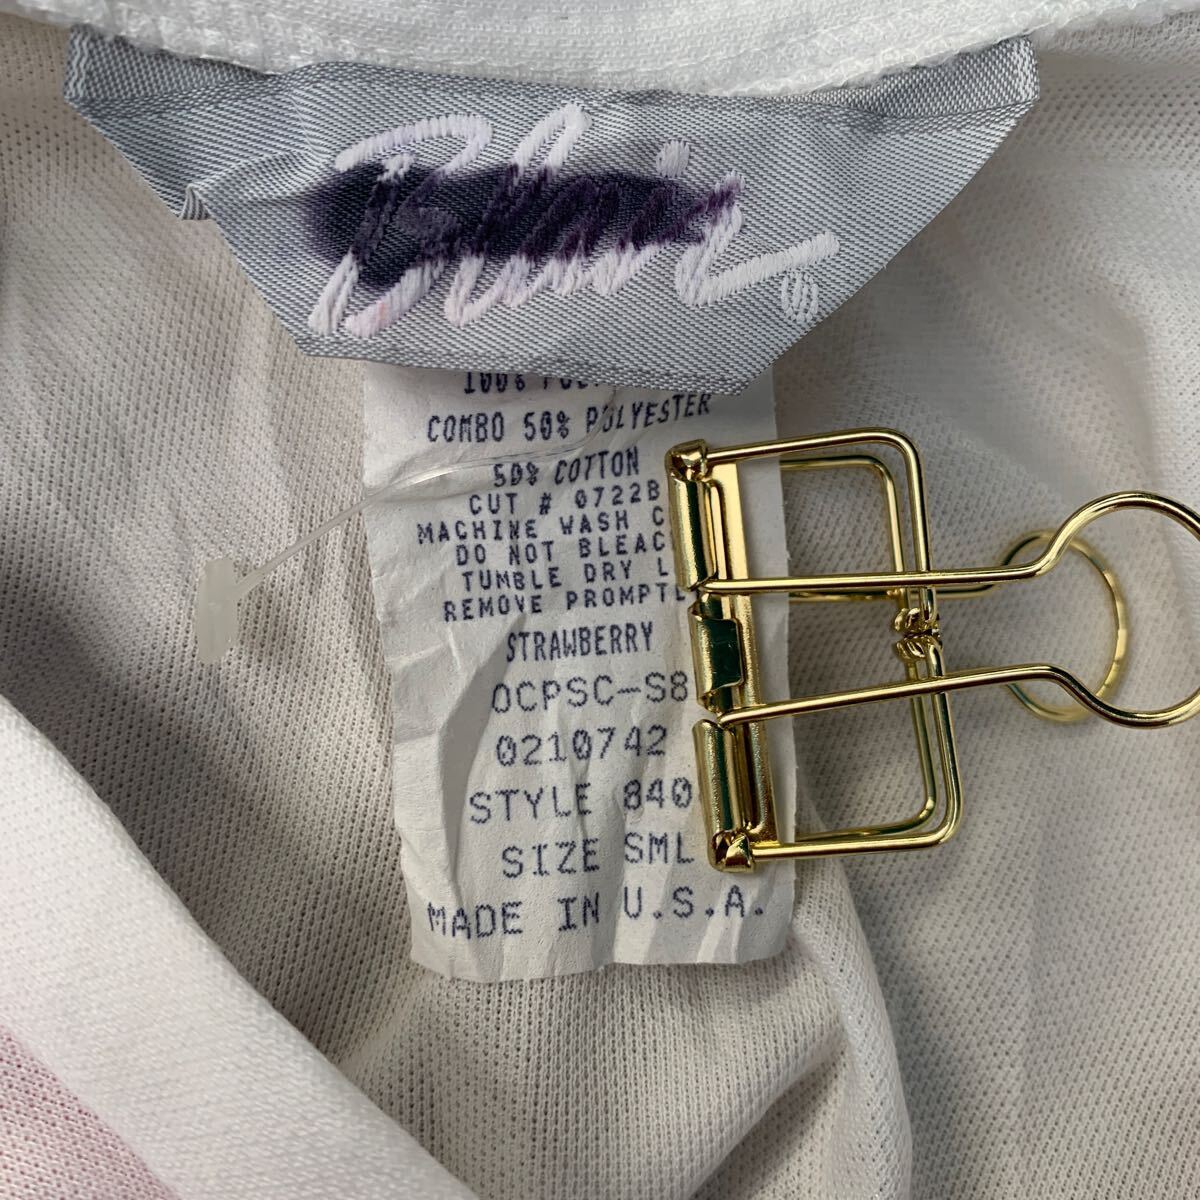 Blair
100%
COMBO 50% POLYESTER
50% COTTON
CUT # 0722B
MACHINE WASH
DO NOT BLEAC
TUMBLE DRY L
REMOVE PROMPTL
STRAWBERRY
OCPSC-S8
0210742
STYLE 840
SIZE SML
MADE IN U.S.A.